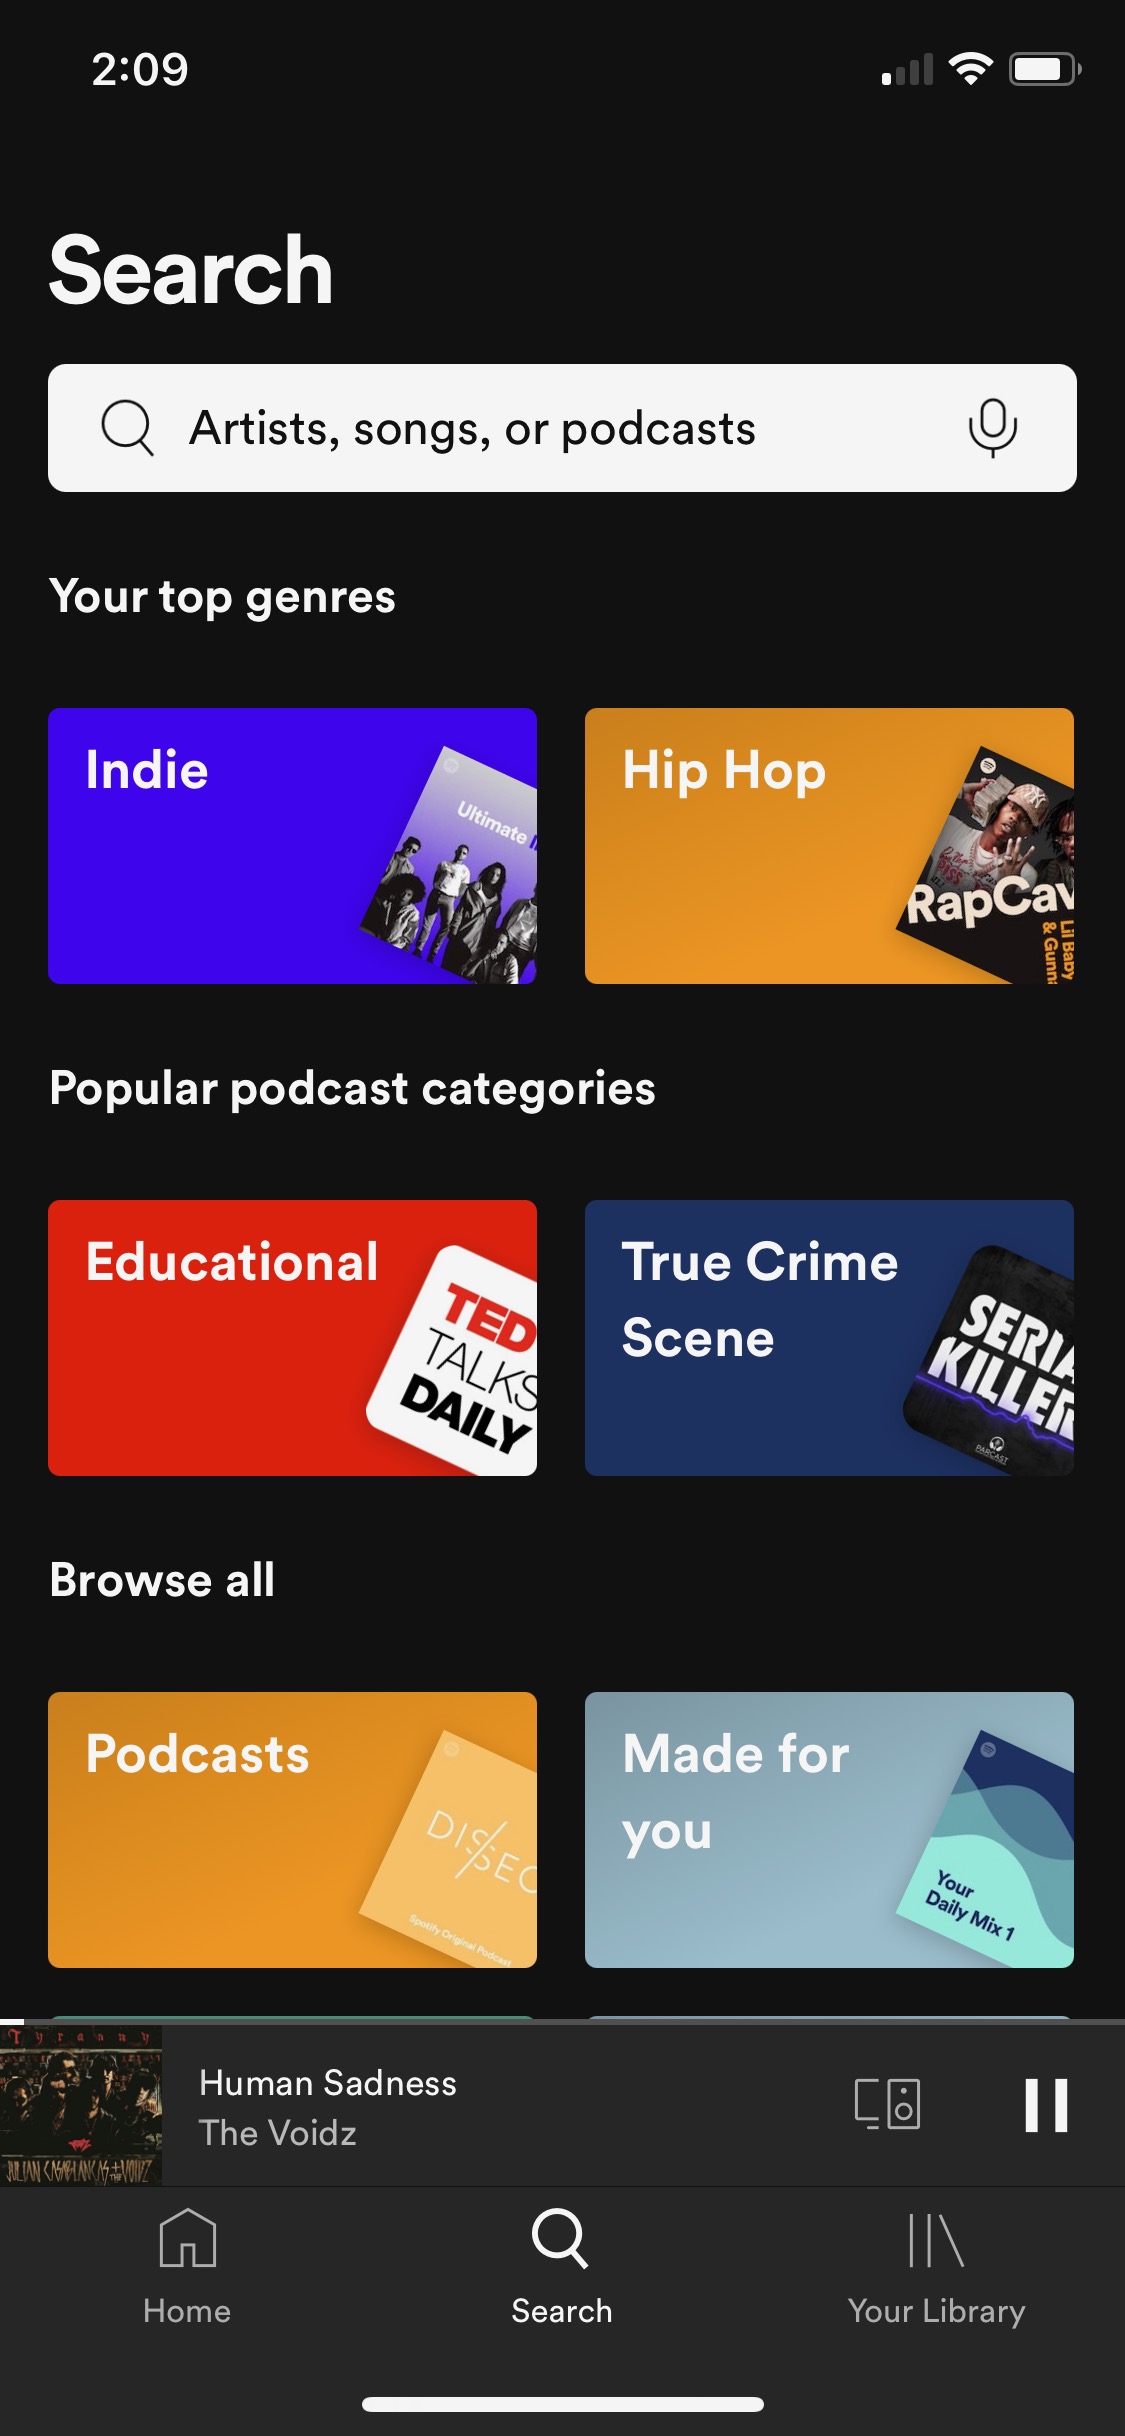 2:09
Search
Artists, songs, or podcasts
Your top genres
Indie
Ultimate
Hip Hop
RapCav
Lil Baby
& Gunna
Popular podcast categories
Educational
TED
TALKS
DAILY
True Crime
Scene
SERIA
KILLER
PARCAST
Browse all
Podcasts
DISSEC
Spotify Original Podcast
Made for
you
Your
Daily Mix 1
Tyranny
JULIAN CASABLANCAS+THE VOIDZ
Human Sadness
The Voidz
Home
Search
Your Library